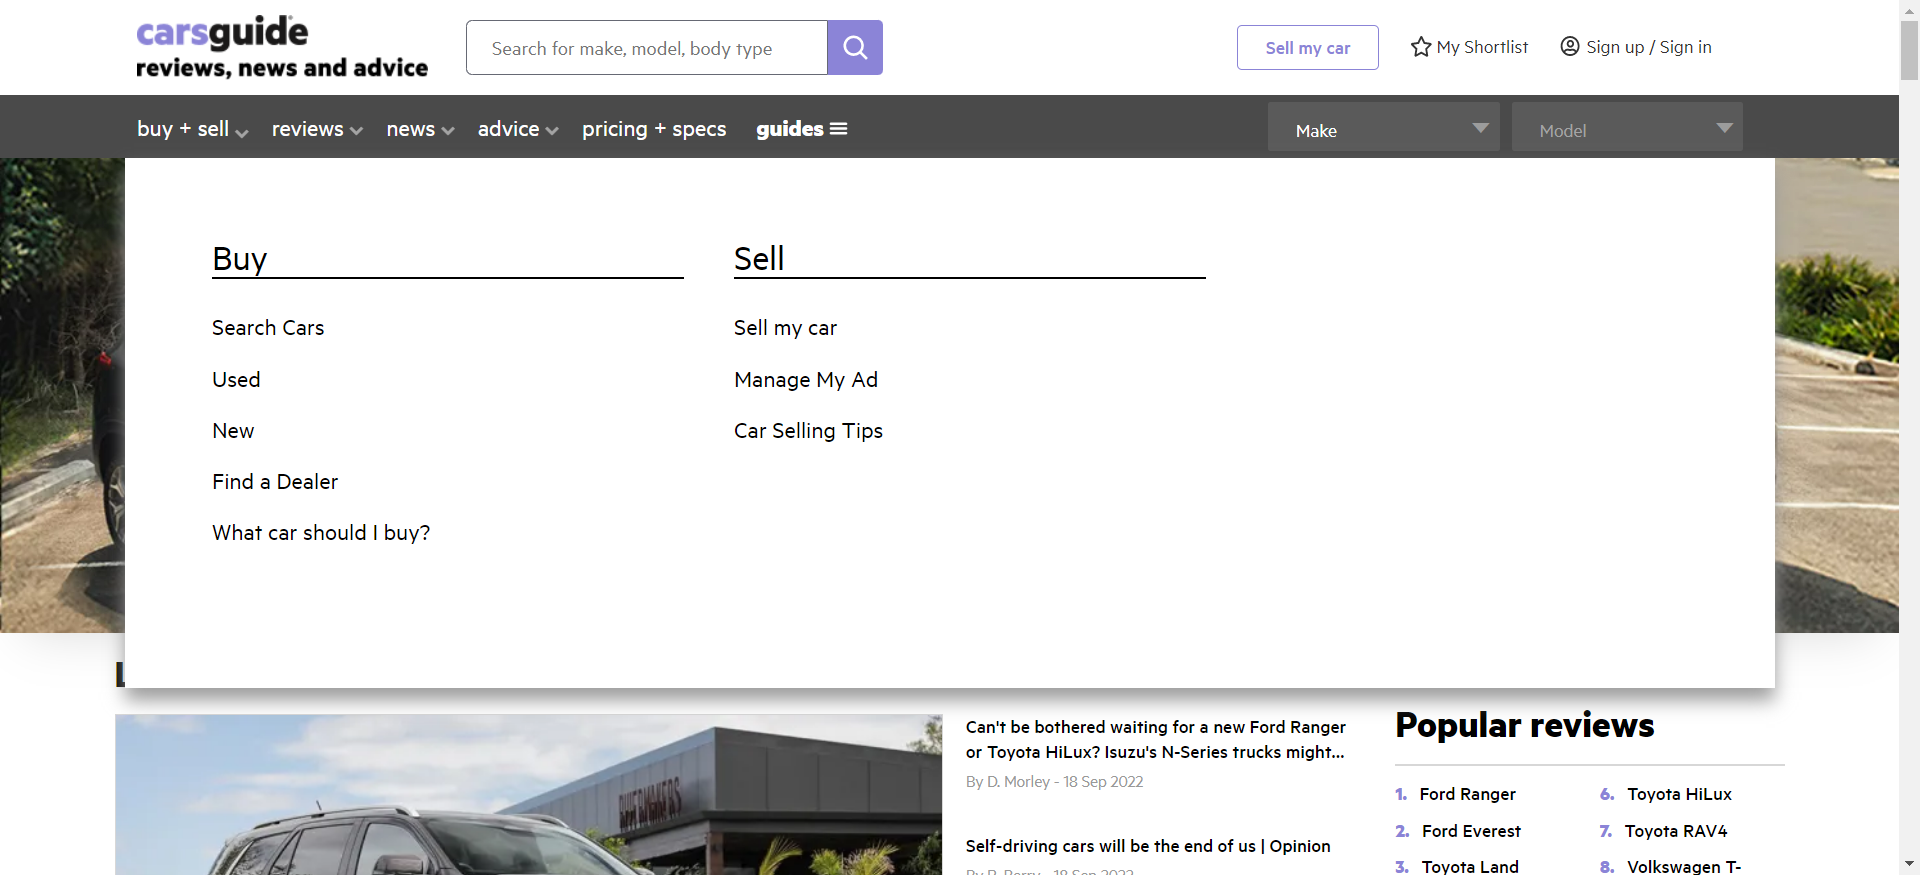 carsguide
reviews, news and advice
Search for make, model, body type
Sell my car
My Shortlist
Sign up / Sign in
buy + sell
reviews
news
advice
pricing + specs
guides
Make
Model
Buy
Search Cars
Used
New
Find a Dealer
What car should I buy?
Sell
Sell my car
Manage My Ad
Car Selling Tips
Can't be bothered waiting for a new Ford Ranger
or Toyota HiLux? Isuzu's N-Series trucks might...
By D. Morley - 18 Sep 2022
Self-driving cars will be the end of us | Opinion
Popular reviews
1. Ford Ranger
2. Ford Everest
3. Toyota Land
6. Toyota HiLux
7. Toyota RAV4
8. Volkswagen T-